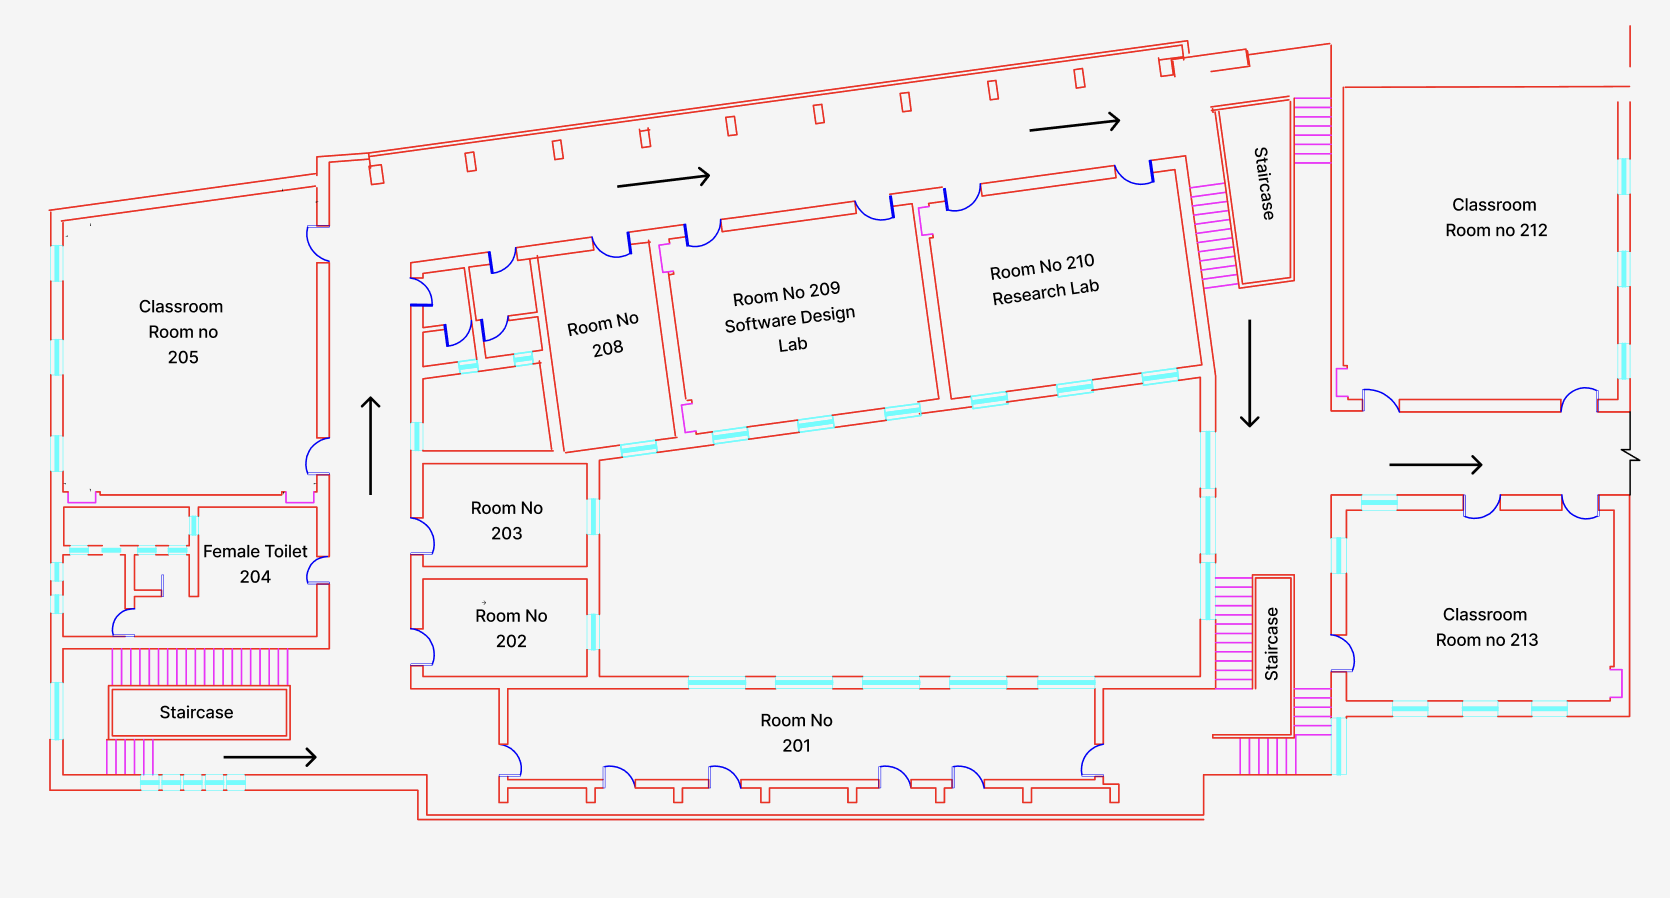 Staircase
Classroom
Room no 212
Classroom
Room no
205
Room No
208
Room No 209
Software Design
Lab
Room No 210
Research Lab
Room No
203
Female Toilet
204
Room No
202
Staircase
Classroom
Room no 213
Staircase
Room No
201